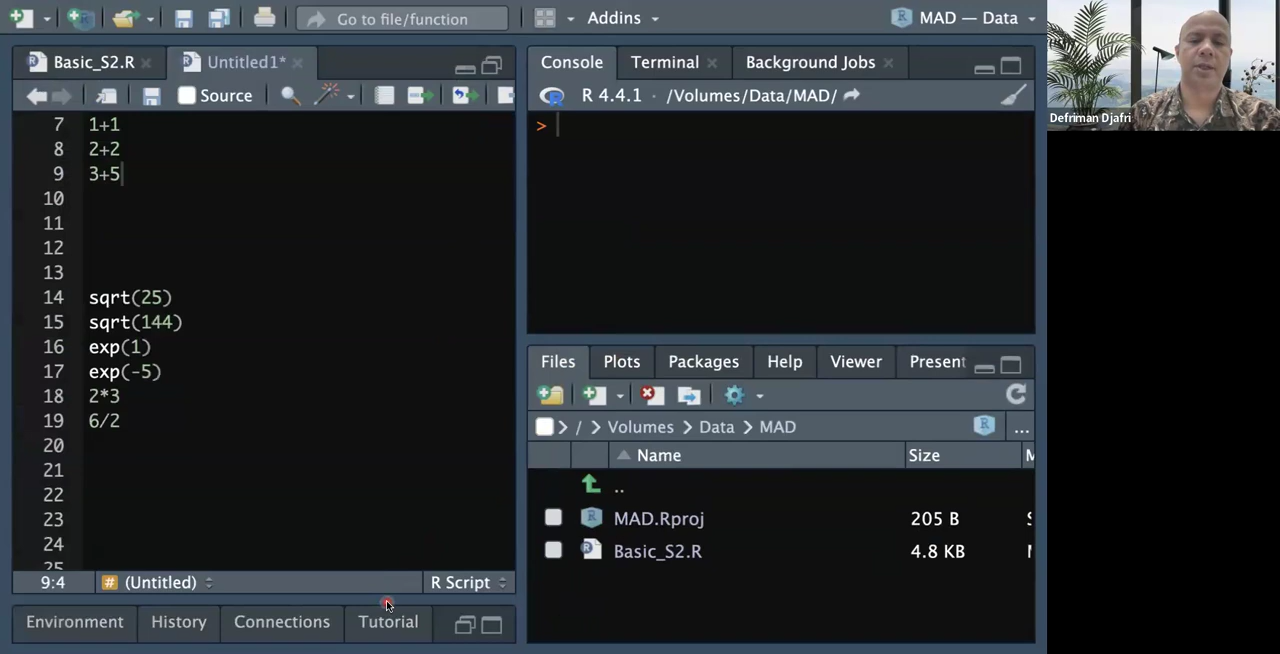 Go to file/function
Addins
MAD — Data
Basic_S2.R
Untitled1*
Source
7 1+1
8 2+2
9 3+5
10
11
12
13
14 sqrt(25)
15 sqrt(144)
16 exp(1)
17 exp(-5)
18 2*3
19 6/2
20
21
22
23
24
25
9:4 # (Untitled) R Script
Environment History Connections Tutorial
Console Terminal Background Jobs
R 4.4.1 · /Volumes/Data/MAD/
>
Files Plots Packages Help Viewer Present
/ Volumes Data MAD ...
Name Size M
..
MAD.Rproj 205 B S
Basic_S2.R 4.8 KB
Defriman Djafri